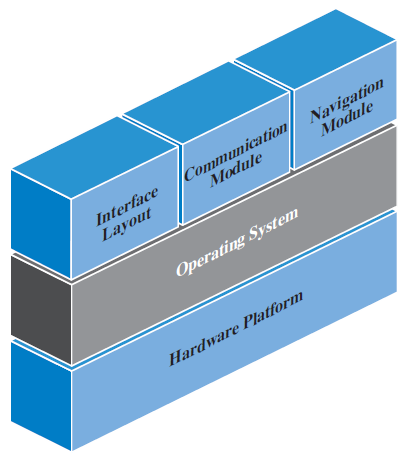 Interface
Layout
Communication
Module
Navigation
Module
Operating System
Hardware Platform